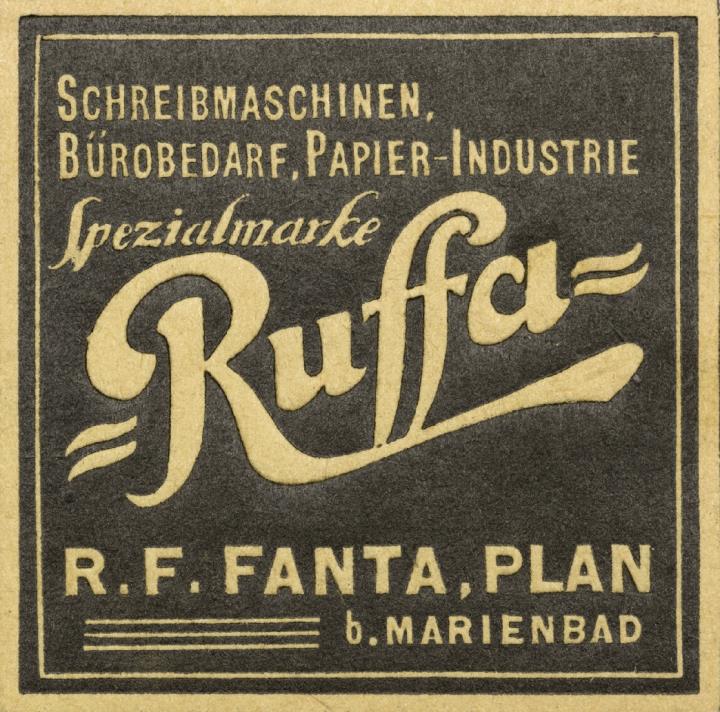 SCHREIBMASCHINEN,
BÜROBEDARF, PAPIER-INDUSTRIE
Spezialmarke
Ruffa
R. F. FANTA, PLAN
b. MARIENBAD